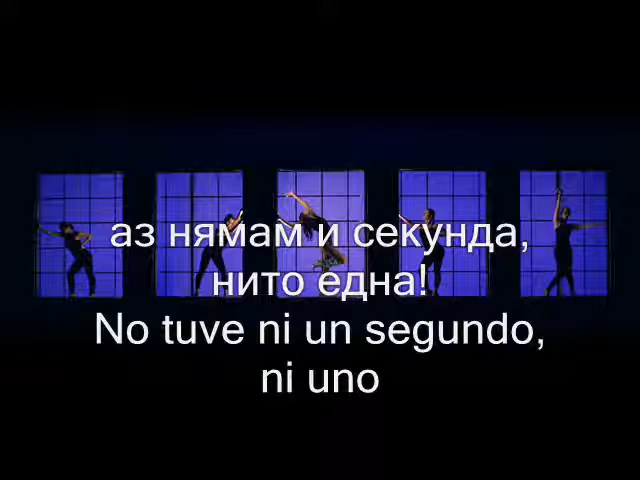 аз нямам и секунда,
нито една!
No tuve ni un segundo,
ni uno